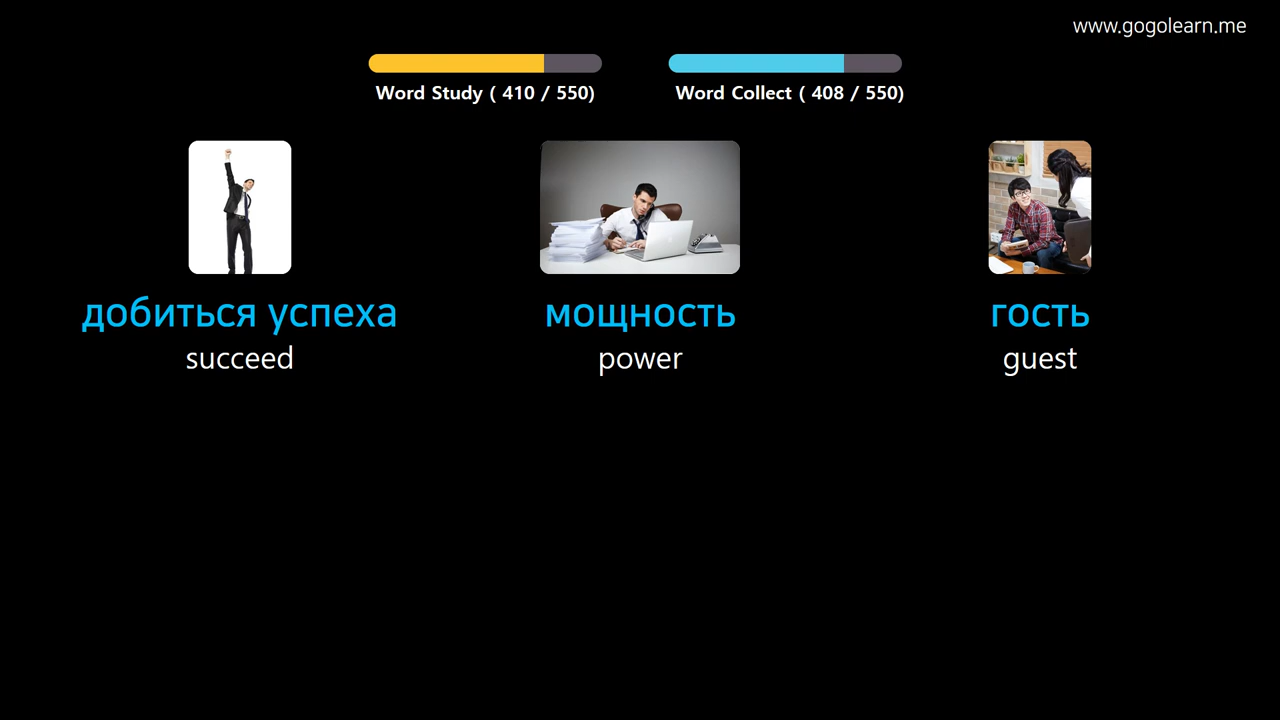 www.gogolearn.me
Word Study ( 410 / 550)
Word Collect ( 408 / 550)
добиться успеха
succeed
мощность
power
гость
guest